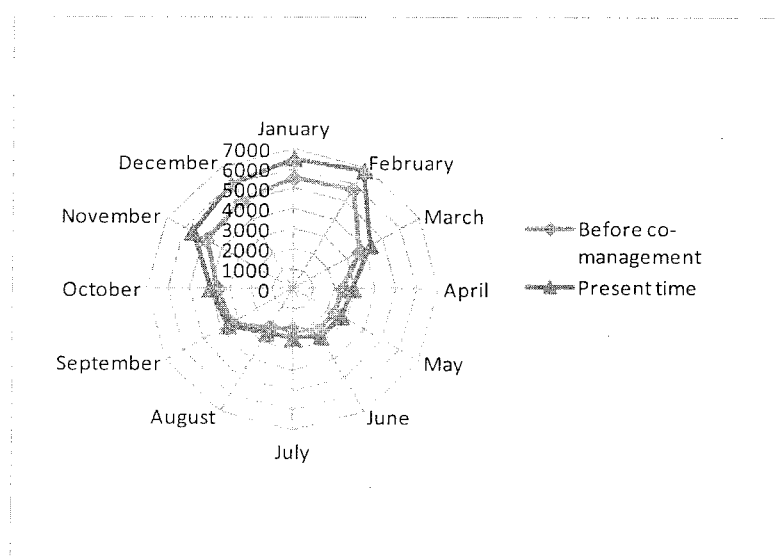 January
7000
6000
5000
4000
3000
2000
1000
0
February
March
April
May
June
July
August
September
October
November
December
Before co-
management
Present time